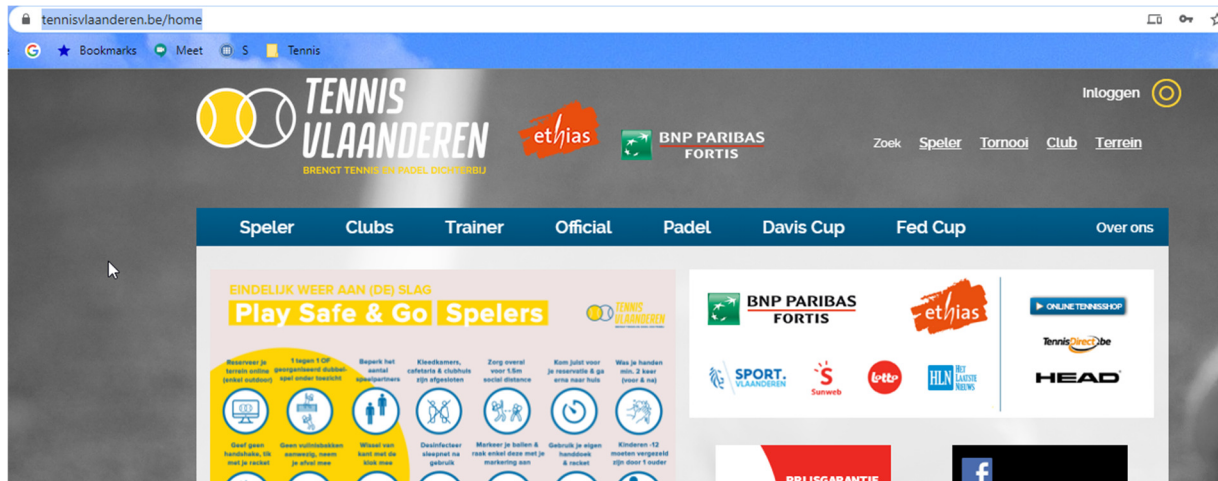 tennisvlaanderen.be/home
Bookmarks Meet S Tennis
TENNIS
VLAANDEREN
BRENGT TENNIS EN PADEL DICHTERBIJ
ethias
BNP PARIBAS
FORTIS
Inloggen
Zoek Speler Tornooi Club Terrein
Speler Clubs Trainer Official Padel Davis Cup Fed Cup Over ons
EINDELIJK WEER AAN (DE) SLAG
Play Safe & Go Spelers
TENNIS
VLAANDEREN
Reserveer je
terrein online
(enkel outdoor)
1 tegen 1 OF
georganiseerd dubbel-
spel onder toezicht
Beperk het
aantal
spelpartners
Kleedkamers,
cafetaria & clubhuis
zijn afgesloten
Zorg overal
voor 1.5m
social distance
Kom juist voor
je reservatie & ga
erna naar huis
Was je handen
min. 2 keer
(voor & na)
Geef geen
handshake, tik
met je racket
Geen vuilnisbakken
aanwezig, neem
je afval mee
Wissel van
kant met de
klok mee
Desinfecteer
sleepnet na
gebruik
Markeer je ballen &
raak enkel deze met je
markering aan
Gebruik je eigen
handdoek
& racket
Kinderen -12
moeten vergezeld
zijn door 1 ouder
BNP PARIBAS
FORTIS
ethias
SPORT.
VLAANDEREN
Sunweb
Lotto
HLN HET
LAATSTE
NIEUWS
ONLINE TENNISSHOP
TennisDirect.be
HEAD
PRIJSGARANTIE